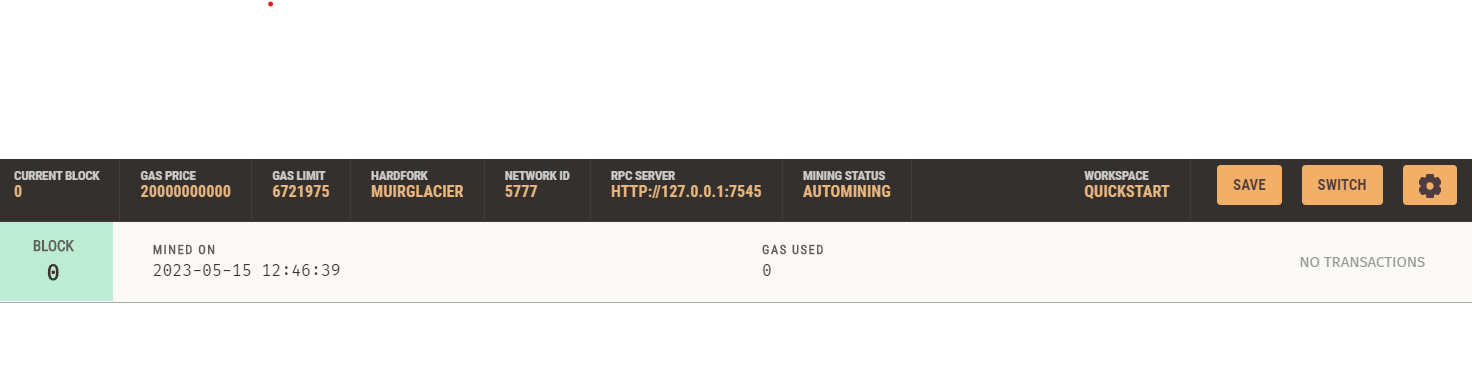 CURRENT BLOCK GAS PRICE GAS LIMIT HARDFORK NETWORK ID RPC SERVER MINING STATUS WORKSPACE
0 20000000000 6721975 MUIRGLACIER 5777 HTTP://127.0.0.1:7545 AUTOMINING QUICKSTART SAVE SWITCH
BLOCK MINED ON GAS USED
0 2023-05-15 12:46:39 0 NO TRANSACTIONS